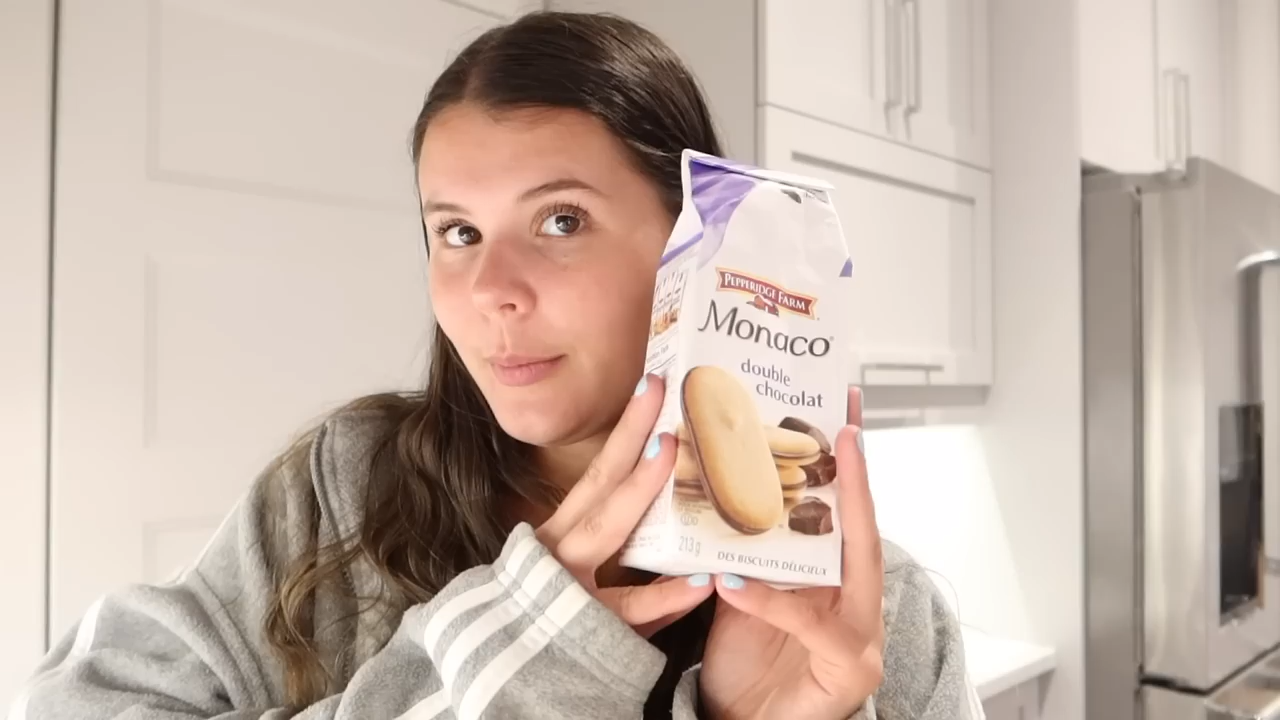 PEPPERIDGE FARM
Monaco
double
chocolat
213 g
DES BISCUITS DÉLICIEUX